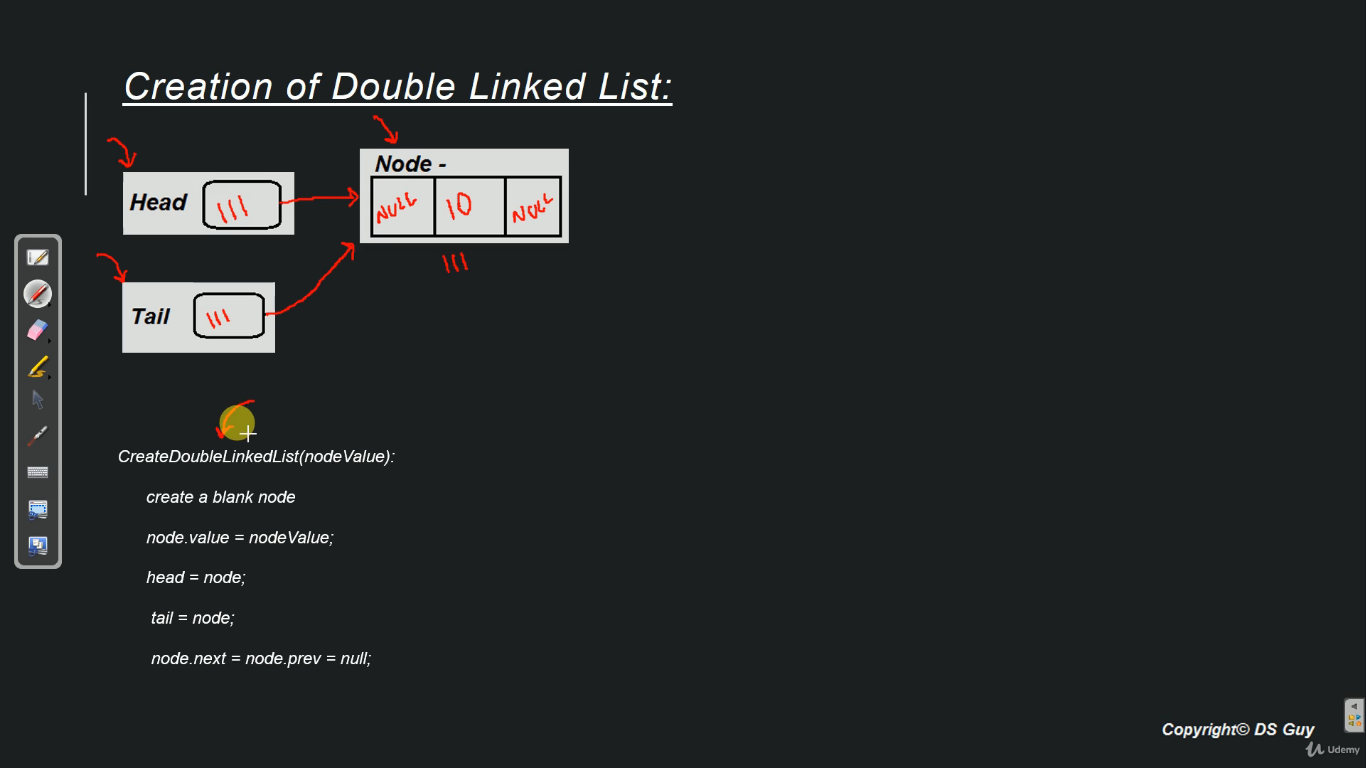 Creation of Double Linked List:
Node -
Head
111
NULL
10
NULL
111
Tail
111
CreateDoubleLinkedList(nodeValue):
create a blank node
node.value = nodeValue;
head = node;
tail = node;
node.next = node.prev = null;
Copyright© DS Guy
Udemy